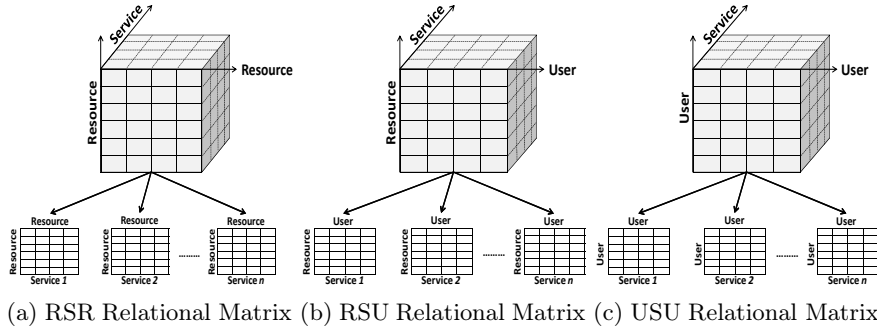 Service
Resource
Resource
Resource
Resource
Resource
Resource
Resource
Resource
Service 1
Service 2
.........
Service n
(a) RSR Relational Matrix
Service
User
Resource
User
User
User
Resource
Resource
Resource
Service 1
Service 2
.........
Service n
(b) RSU Relational Matrix
Service
User
User
User
User
User
User
User
User
Service 1
Service 2
.........
Service n
(c) USU Relational Matrix